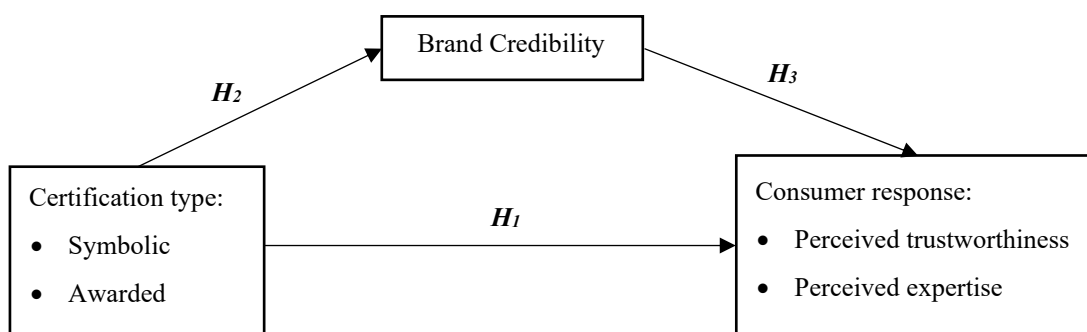 Brand Credibility
H2
H3
Certification type:
• Symbolic
• Awarded
H1
Consumer response:
• Perceived trustworthiness
• Perceived expertise